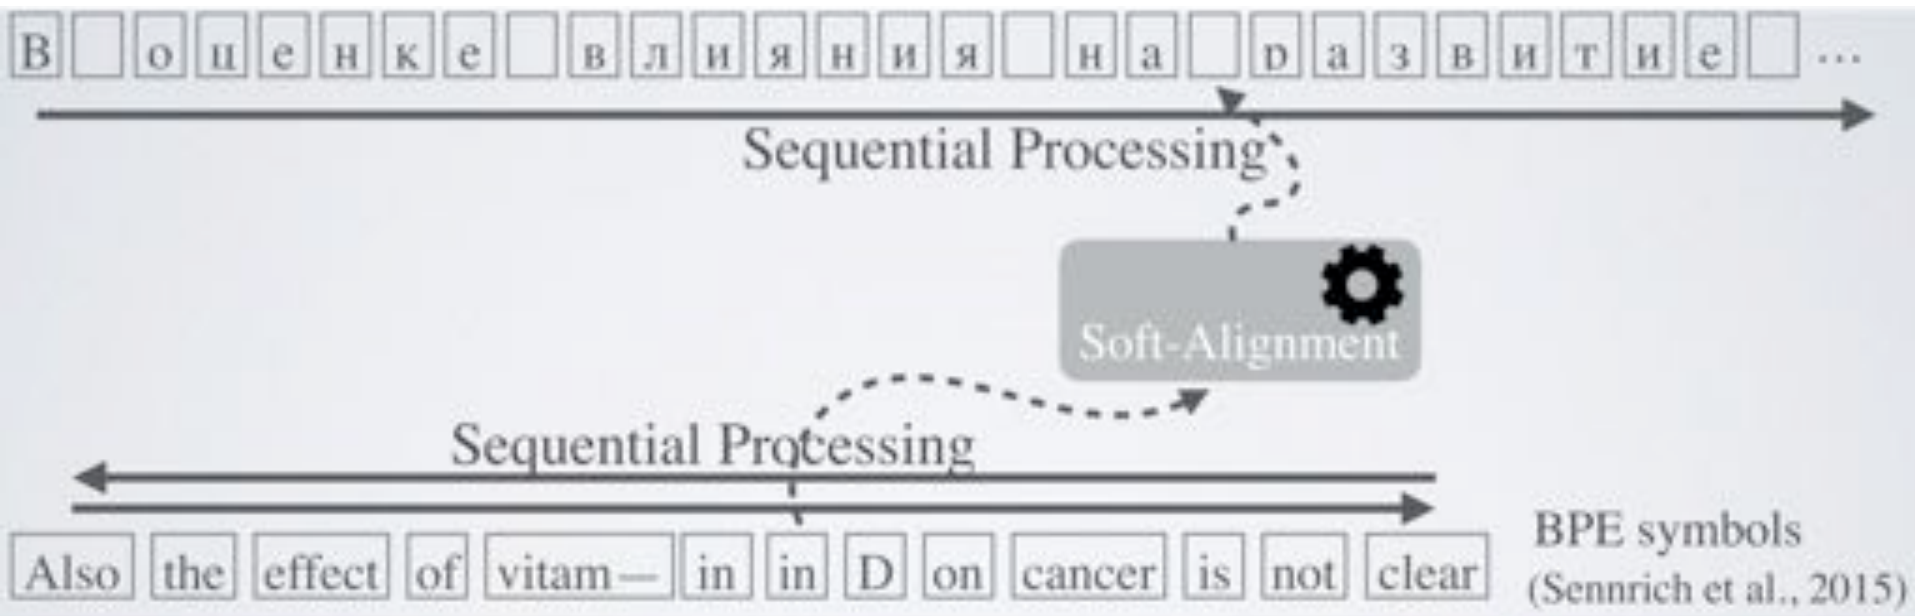 В оценке влияния на развитие ...
Sequential Processing
Soft-Alignment
Sequential Processing
Also the effect of vitam— in in D on cancer is not clear
BPE symbols
(Sennrich et al., 2015)